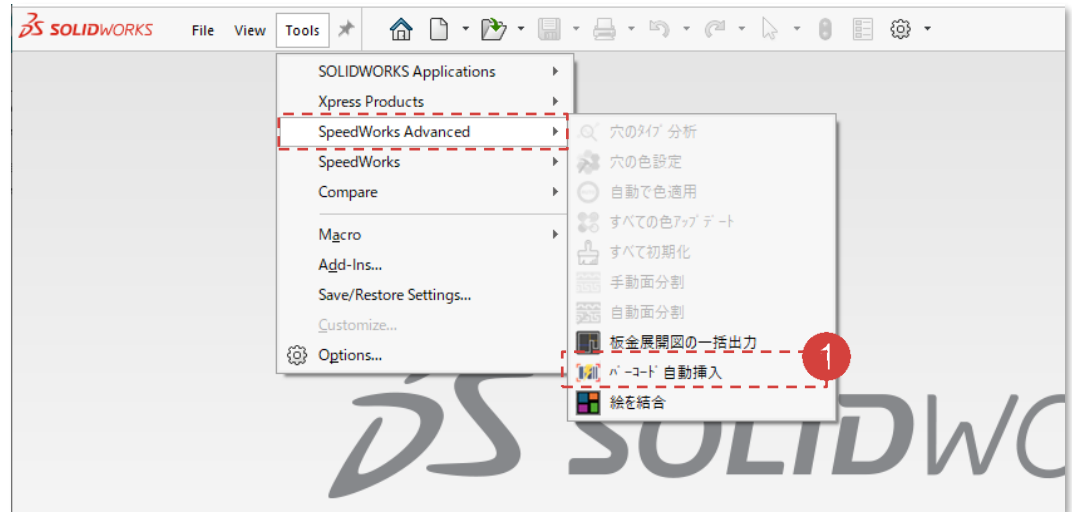 SOLIDWORKS File View Tools
SOLIDWORKS Applications
Xpress Products
SpeedWorks Advanced
SpeedWorks
Compare
Macro
Add-Ins...
Save/Restore Settings...
Customize...
Options...
穴のﾀｲﾌﾟ分析
穴の色設定
自動で色適用
すべての色ｱｯﾌﾟﾃﾞｰﾄ
すべて初期化
手動面分割
自動面分割
板金展開図の一括出力
ﾊﾞｰｺｰﾄﾞ自動挿入
絵を結合
1
SOLIDWO